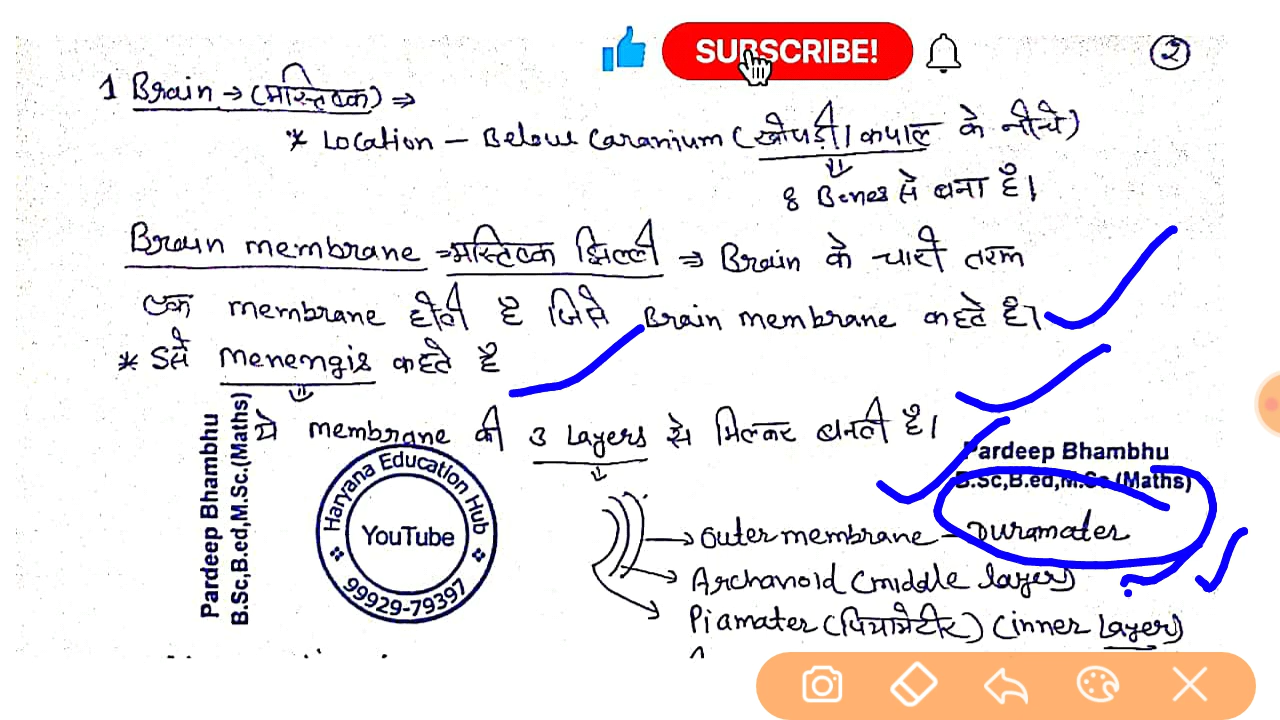 SUBSCRIBE!
2
1 Brain → (मस्तिष्क) ⇒
* Location – Below Caranium (खोपड़ी/कपाल के नीचे)
8 Bones से बना है।
Brain membrane = मस्तिष्क झिल्ली ⇒ Brain के चारो तरफ
एक membrane होती है जिसे Brain membrane कहते है।
* इसे menengis कहते है
ये membrane की 3 Layers से मिलकर बनती है।
Pardeep Bhambhu
B.Sc,B.ed,M.Sc.(Maths)
Pardeep Bhambhu
B.Sc,B.ed,M.Sc.(Maths)
Haryana Education Hub
YouTube
99929-79397
→ Outer membrane – Duramater
→ Archanoid (middle layer)
Piamater (पियामेटीर) (inner Layer)